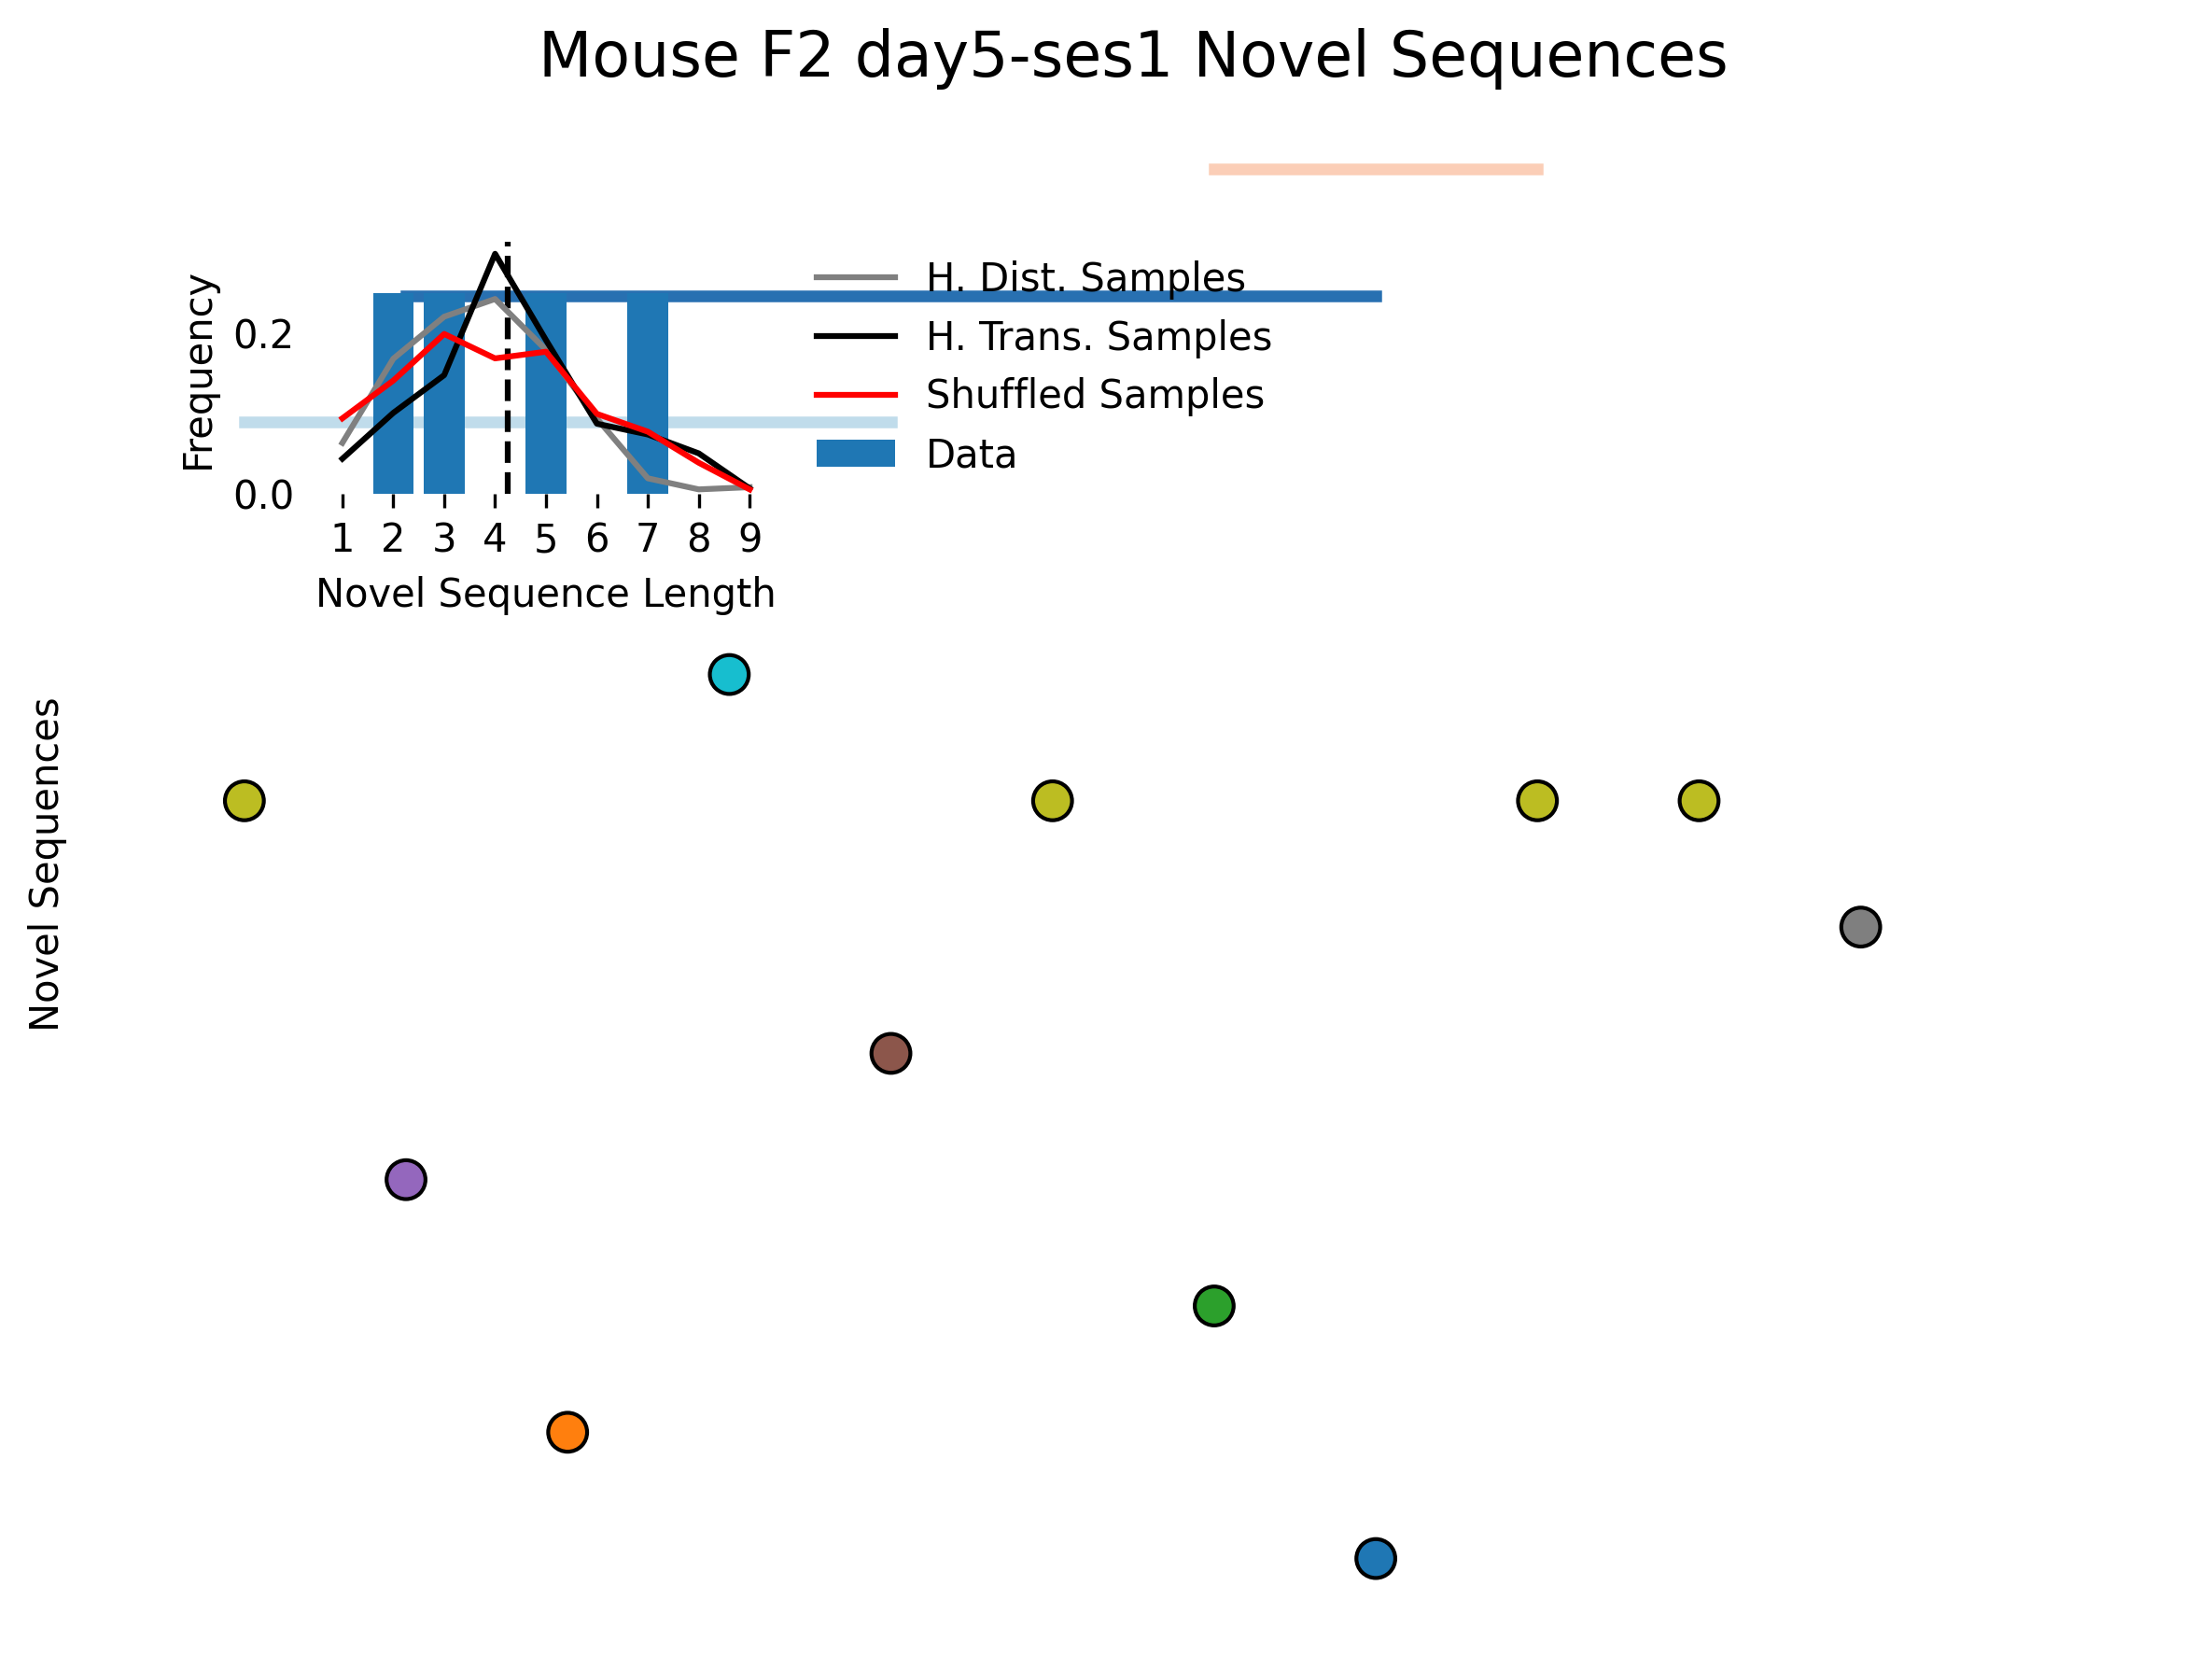 Mouse F2 day5-ses1 Novel Sequences
Frequency
0.2
0.0
1 2 3 4 5 6 7 8 9
Novel Sequence Length
H. Dist. Samples
H. Trans. Samples
Shuffled Samples
Data
Novel Sequences